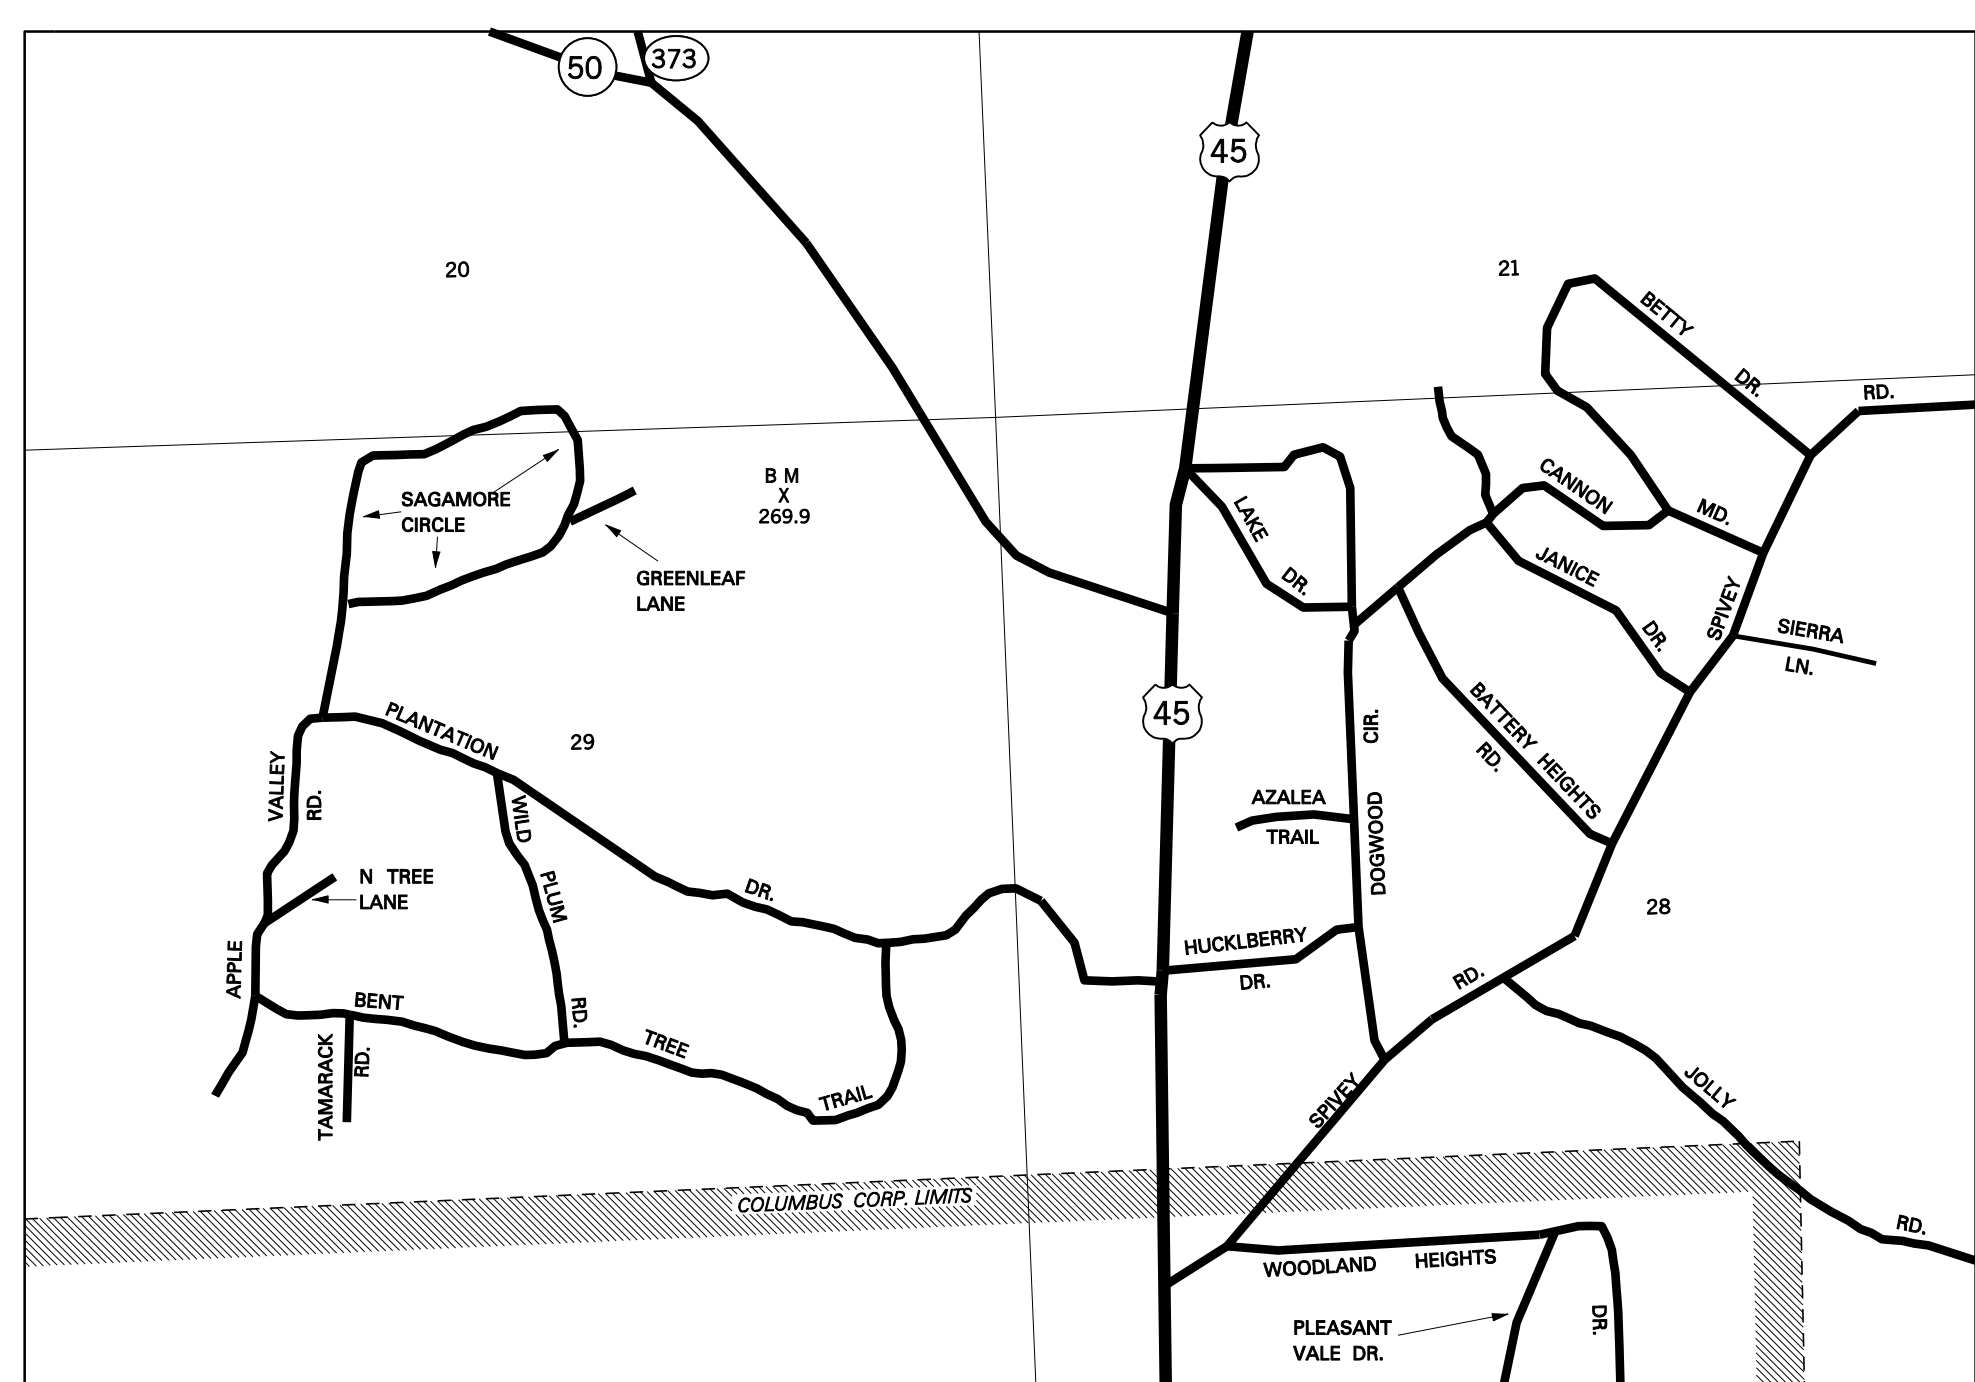 50
373
45
20
21
BETTY
DR.
RD.
SAGAMORE
CIRCLE
B M
X
269.9
GREENLEAF
LANE
LAKE
DR.
CANNON
MD.
JANICE
DR.
SPIVEY
SIERRA
LN.
PLANTATION
29
45
CIR.
BATTERY HEIGHTS
RD.
VALLEY
RD.
WILD
PLUM
RD.
AZALEA
TRAIL
DOGWOOD
N TREE
LANE
DR.
28
APPLE
HUCKLBERRY
DR.
RD.
BENT
TREE
TRAIL
TAMARACK
RD.
SPIVEY
JOLLY
RD.
COLUMBUS CORP. LIMITS
WOODLAND HEIGHTS
DR.
PLEASANT
VALE DR.